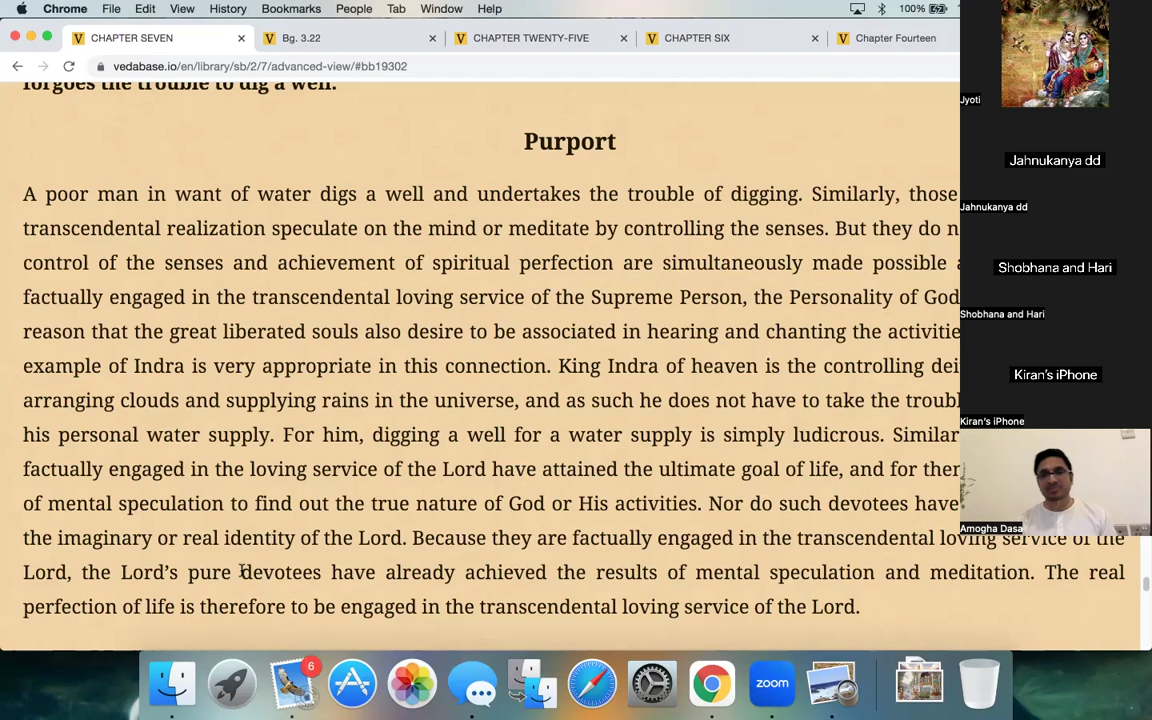 Chrome File Edit View History Bookmarks People Tab Window Help 100%
CHAPTER SEVEN Bg. 3.22 CHAPTER TWENTY-FIVE CHAPTER SIX Chapter Fourteen
vedabase.io/en/library/sb/2/7/advanced-view/#bb19302
forgoes the trouble to dig a well.
Purport
A poor man in want of water digs a well and undertakes the trouble of digging. Similarly, those
transcendental realization speculate on the mind or meditate by controlling the senses. But they do n
control of the senses and achievement of spiritual perfection are simultaneously made possible
factually engaged in the transcendental loving service of the Supreme Person, the Personality of God
reason that the great liberated souls also desire to be associated in hearing and chanting the activitie
example of Indra is very appropriate in this connection. King Indra of heaven is the controlling dei
arranging clouds and supplying rains in the universe, and as such he does not have to take the troubl
his personal water supply. For him, digging a well for a water supply is simply ludicrous. Similar
factually engaged in the loving service of the Lord have attained the ultimate goal of life, and for ther
of mental speculation to find out the true nature of God or His activities. Nor do such devotees have
the imaginary or real identity of the Lord. Because they are factually engaged in the transcendental loving service of the
Lord, the Lord's pure devotees have already achieved the results of mental speculation and meditation. The real
perfection of life is therefore to be engaged in the transcendental loving service of the Lord.
Jyoti
Jahnukanya dd
Jahnukanya dd
Shobhana and Hari
Shobhana and Hari
Kiran's iPhone
Kiran's iPhone
Amogha Dasa
6
zoom